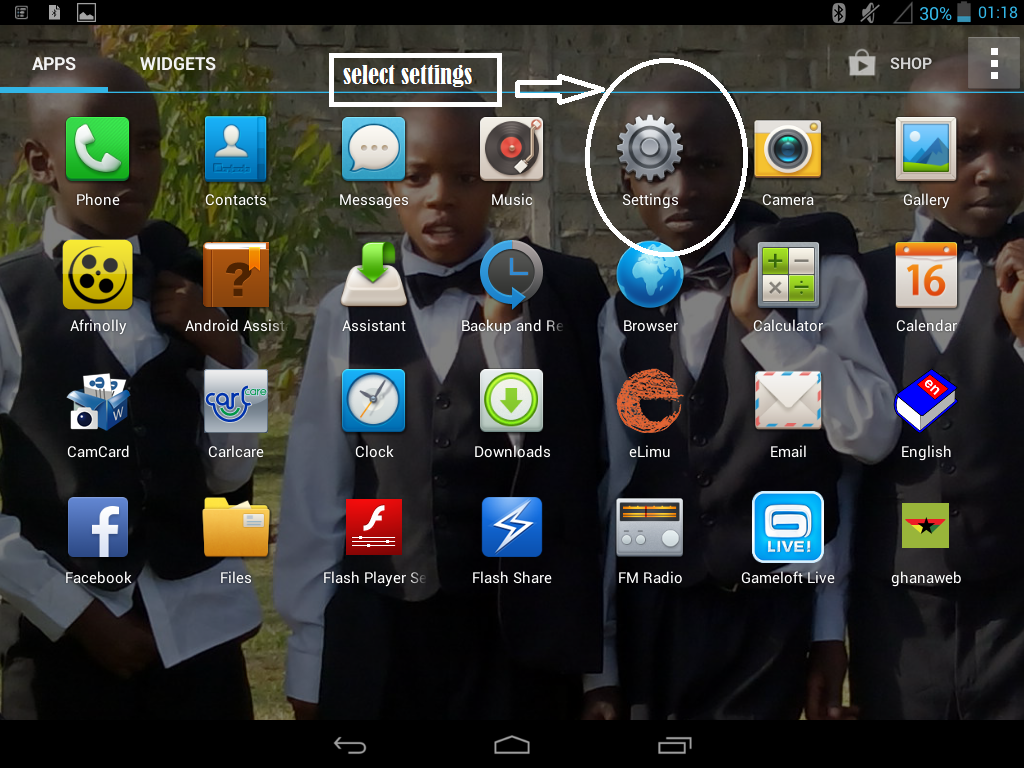 30% 01:18
APPS WIDGETS select settings SHOP
Phone Contacts Messages Music Settings Camera Gallery
16
Afrinolly Android Assist Assistant Backup and Re Browser Calculator Calendar
W Carlcare en
CamCard Carlcare Clock Downloads eLimu Email English
LIVE!
Facebook Files Flash Player Se Flash Share FM Radio Gameloft Live ghanaweb